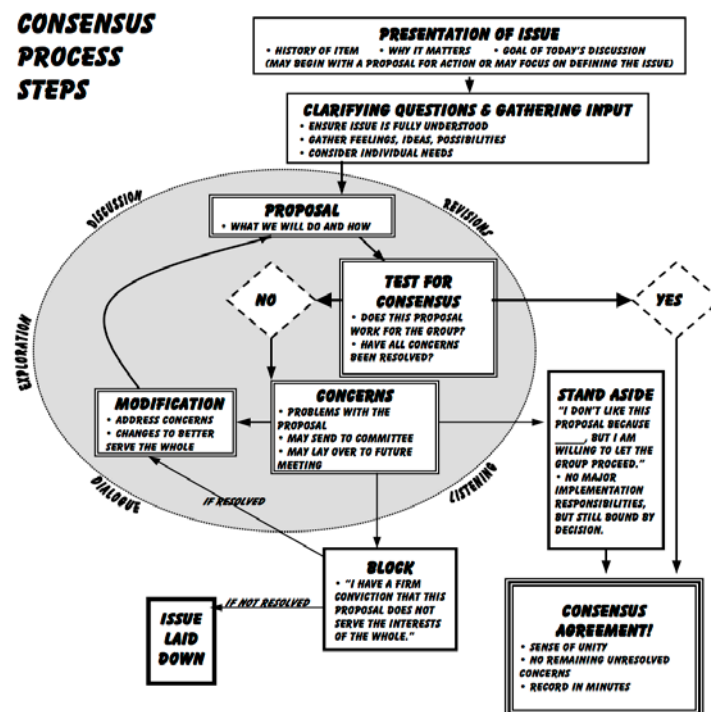 CONSENSUS
PROCESS
STEPS
PRESENTATION OF ISSUE
• HISTORY OF ITEM • WHY IT MATTERS • GOAL OF TODAY'S DISCUSSION
(MAY BEGIN WITH A PROPOSAL FOR ACTION OR MAY FOCUS ON DEFINING THE ISSUE)
CLARIFYING QUESTIONS & GATHERING INPUT
• ENSURE ISSUE IS FULLY UNDERSTOOD
• GATHER FEELINGS, IDEAS, POSSIBILITIES
• CONSIDER INDIVIDUAL NEEDS
DISCUSSION
REVISIONS
PROPOSAL
• WHAT WE WILL DO AND HOW
NO
TEST FOR
CONSENSUS
• DOES THIS PROPOSAL
WORK FOR THE GROUP?
• HAVE ALL CONCERNS
BEEN RESOLVED?
YES
EXPLORATION
MODIFICATION
• ADDRESS CONCERNS
• CHANGES TO BETTER
SERVE THE WHOLE
CONCERNS
• PROBLEMS WITH THE
PROPOSAL
• MAY SEND TO COMMITTEE
• MAY LAY OVER TO FUTURE
MEETING
STAND ASIDE
"I DON'T LIKE THIS
PROPOSAL BECAUSE
_____, BUT I AM
WILLING TO LET THE
GROUP PROCEED."
• NO MAJOR
IMPLEMENTATION
RESPONSIBILITIES,
BUT STILL BOUND BY
DECISION.
DIALOGUE
LISTENING
IF RESOLVED
BLOCK
• "I HAVE A FIRM
CONVICTION THAT THIS
PROPOSAL DOES NOT
SERVE THE INTERESTS
OF THE WHOLE."
IF NOT RESOLVED
ISSUE
LAID
DOWN
CONSENSUS
AGREEMENT!
• SENSE OF UNITY
• NO REMAINING UNRESOLVED
CONCERNS
• RECORD IN MINUTES